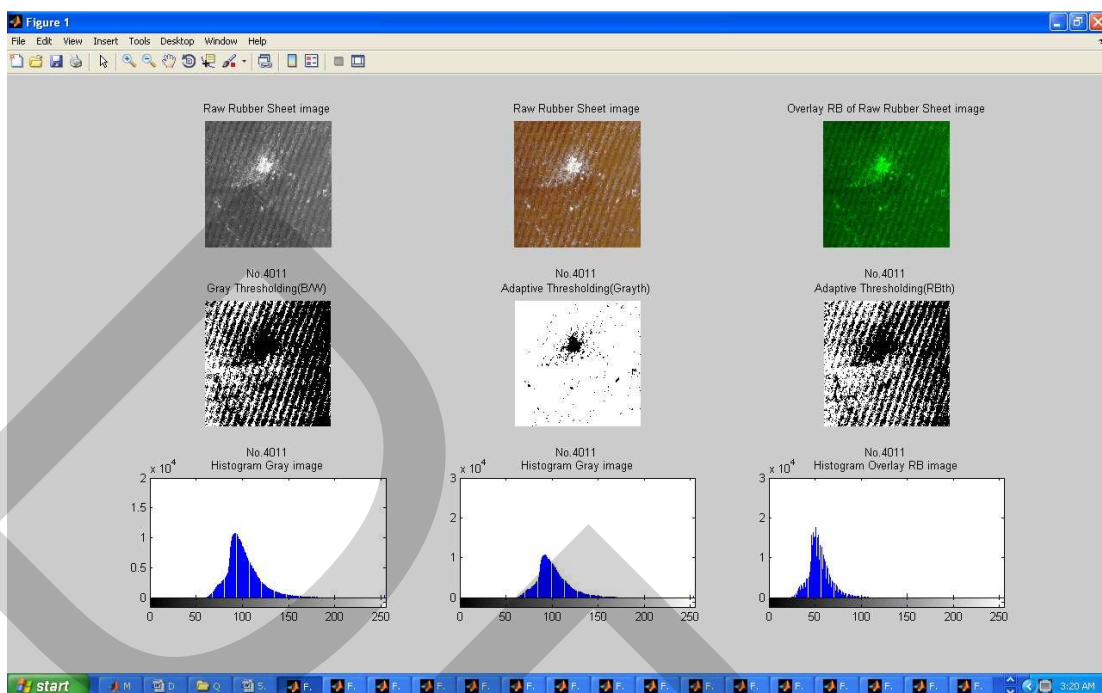 Figure 1
File Edit View Insert Tools Desktop Window Help
Raw Rubber Sheet image
Raw Rubber Sheet image
Overlay RB of Raw Rubber Sheet image
No.4011
Gray Thresholding(B/W)
No.4011
Adaptive Thresholding(Grayth)
No.4011
Adaptive Thresholding(RBth)
No.4011
Histogram Gray image
x 10^4
2
1.5
1
0.5
0
0 50 100 150 200 250
No.4011
Histogram Gray image
x 10^4
3
2
1
0
0 50 100 150 200 250
No.4011
Histogram Overlay RB image
x 10^4
3
2
1
0
0 50 100 150 200 250
start M D Q S. F. F. F. F. F. F. F. F. F. F. F. F. F. F. F. F. 3:20 AM